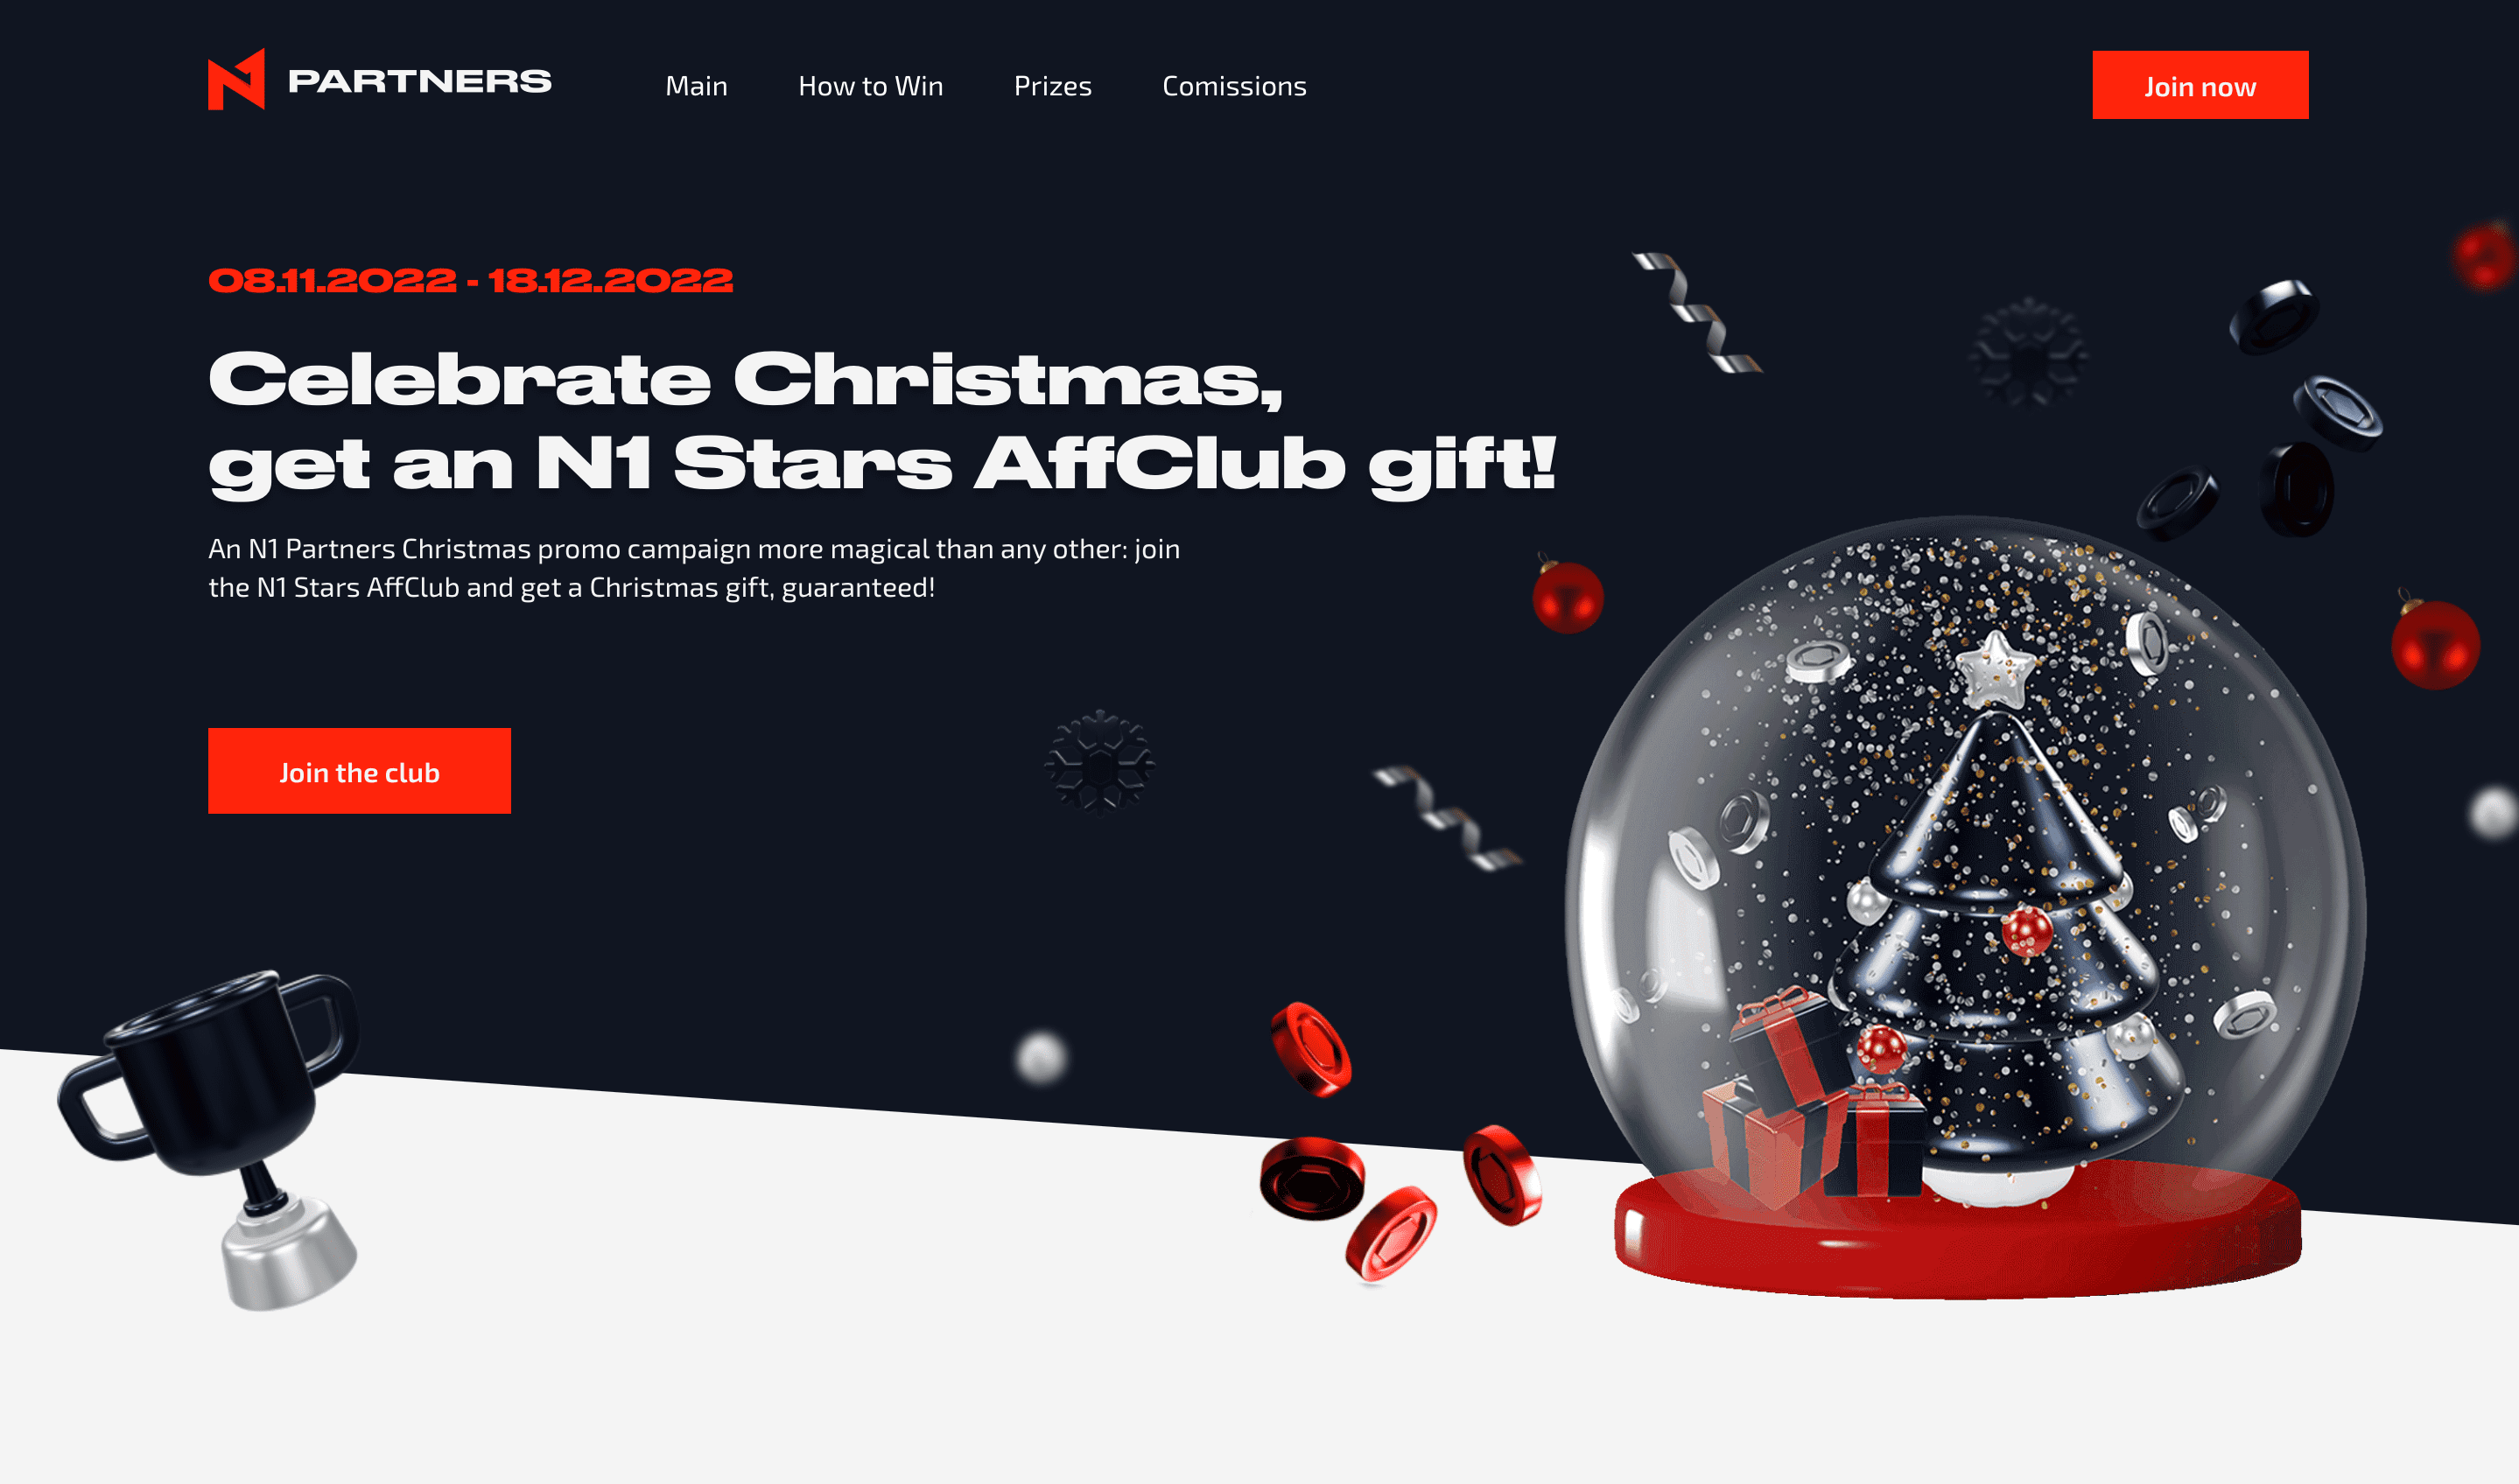 PARTNERS
Main
How to Win
Prizes
Comissions
Join now
08.11.2022 - 18.12.2022
Celebrate Christmas,
get an N1 Stars AffClub gift!
An N1 Partners Christmas promo campaign more magical than any other: join
the N1 Stars AffClub and get a Christmas gift, guaranteed!
Join the club